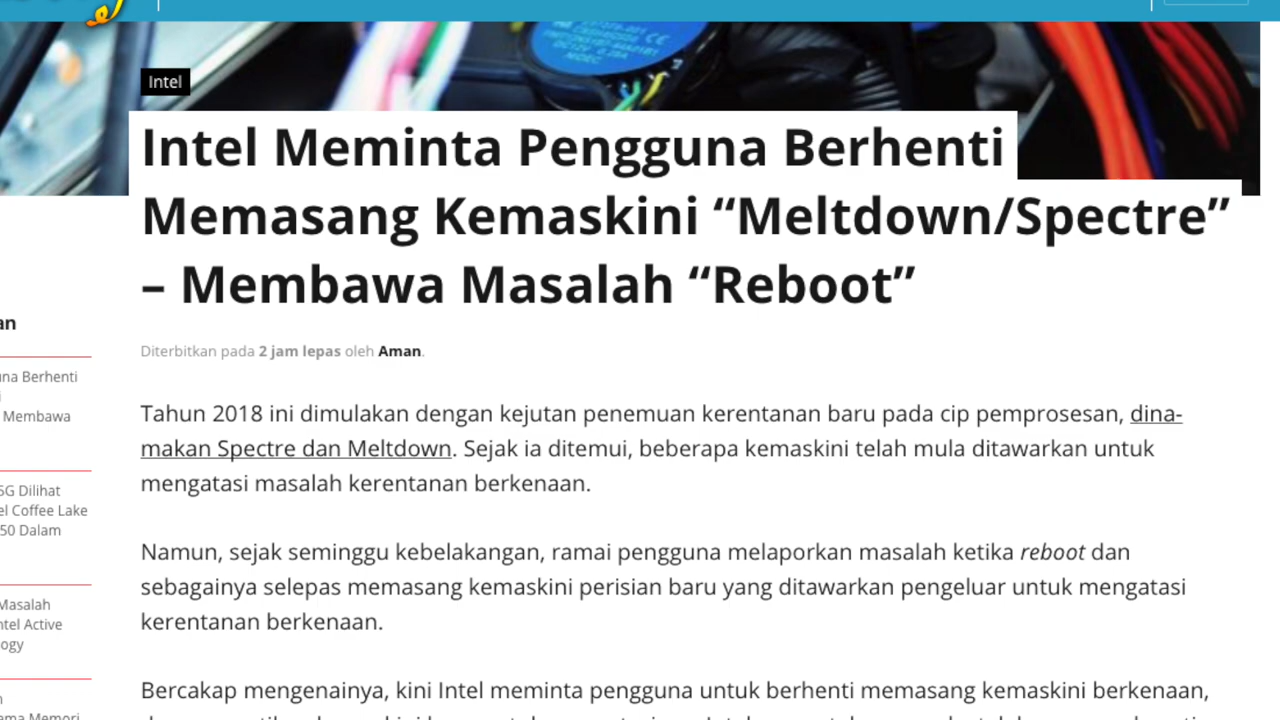 Intel
Intel Meminta Pengguna Berhenti
Memasang Kemaskini “Meltdown/Spectre”
– Membawa Masalah “Reboot”
Diterbitkan pada 2 jam lepas oleh Aman.
Tahun 2018 ini dimulakan dengan kejutan penemuan kerentanan baru pada cip pemprosesan, dina-
makan Spectre dan Meltdown. Sejak ia ditemui, beberapa kemaskini telah mula ditawarkan untuk
mengatasi masalah kerentanan berkenaan.
Namun, sejak seminggu kebelakangan, ramai pengguna melaporkan masalah ketika reboot dan
sebagainya selepas memasang kemaskini perisian baru yang ditawarkan pengeluar untuk mengatasi
kerentanan berkenaan.
Bercakap mengenainya, kini Intel meminta pengguna untuk berhenti memasang kemaskini berkenaan,
an
una Berhenti
Membawa
5G Dilihat
el Coffee Lake
50 Dalam
Masalah
ntel Active
ogy